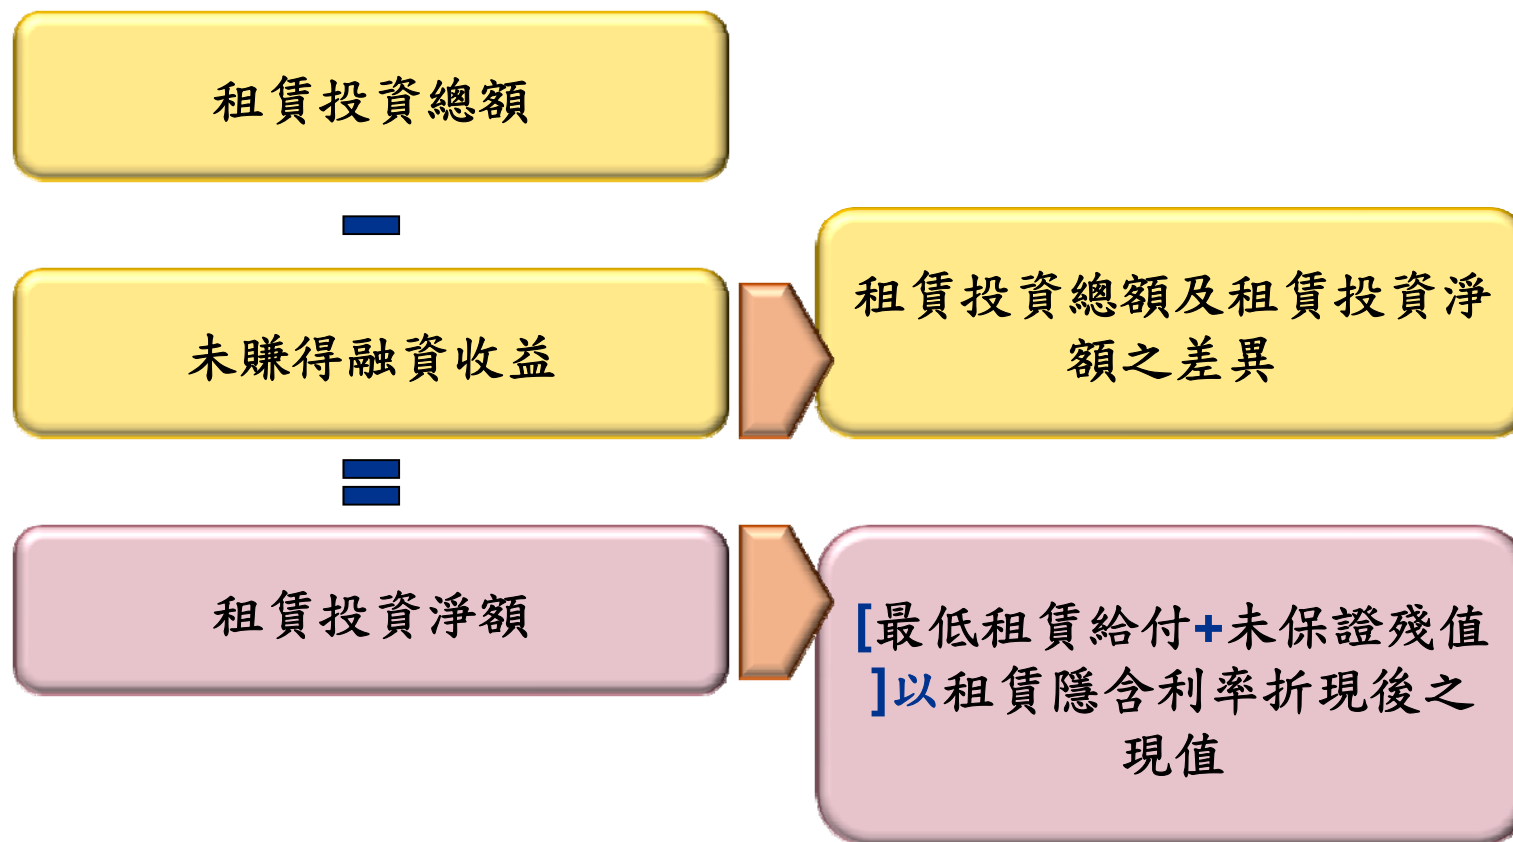 租賃投資總額
未賺得融資收益
租賃投資總額及租賃投資淨
額之差異
租賃投資淨額
[最低租賃給付+未保證殘值
]以租賃隱含利率折現後之
現值